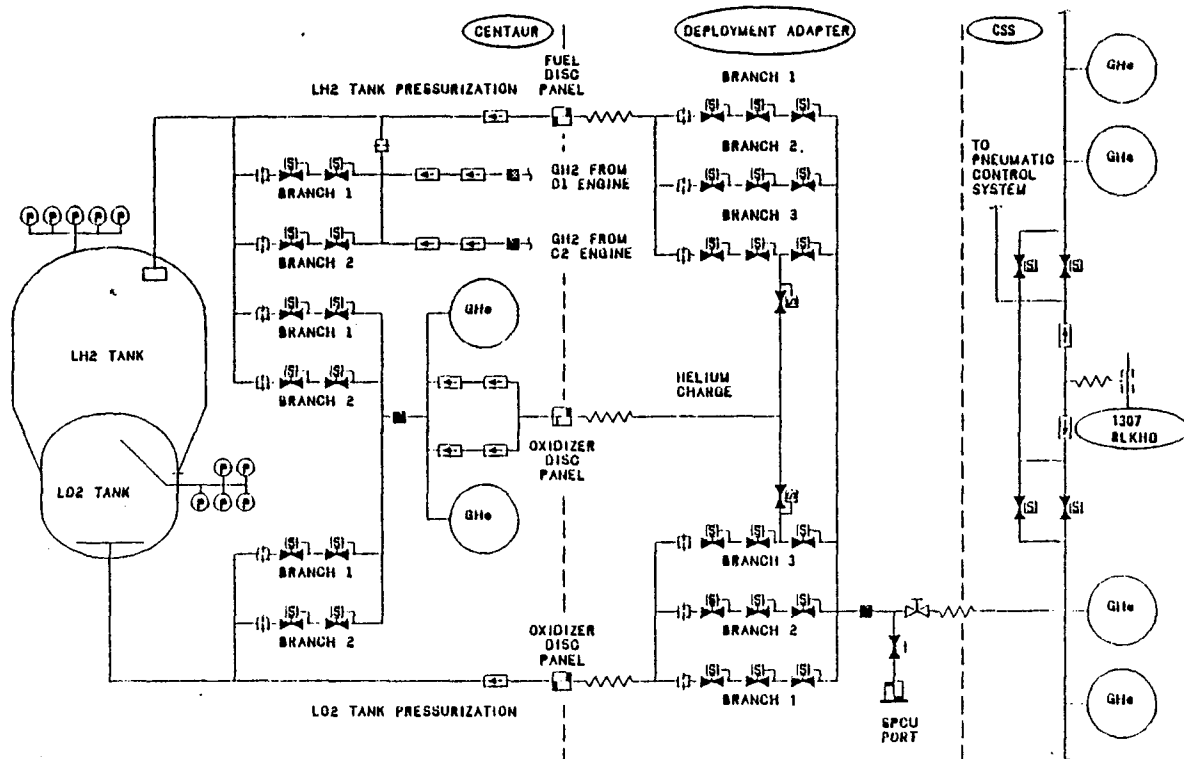 CENTAUR
DEPLOYMENT ADAPTER
CSS
FUEL
DISC
PANEL
LH2 TANK PRESSURIZATION
BRANCH 1
BRANCH 2
BRANCH 3
GH2 FROM
C1 ENGINE
GH2 FROM
C2 ENGINE
BRANCH 1
BRANCH 2
BRANCH 1
BRANCH 2
P P P P P
LH2 TANK
LO2 TANK
P P
P P P
GHe
GHe
HELIUM
CHARGE
OXIDIZER
DISC
PANEL
TO
PNEUMATIC
CONTROL
SYSTEM
GHe
GHe
1307
BLKHD
BRANCH 1
BRANCH 2
OXIDIZER
DISC
PANEL
BRANCH 3
BRANCH 2
BRANCH 1
LO2 TANK PRESSURIZATION
GPCU
PORT
GHe
GHe